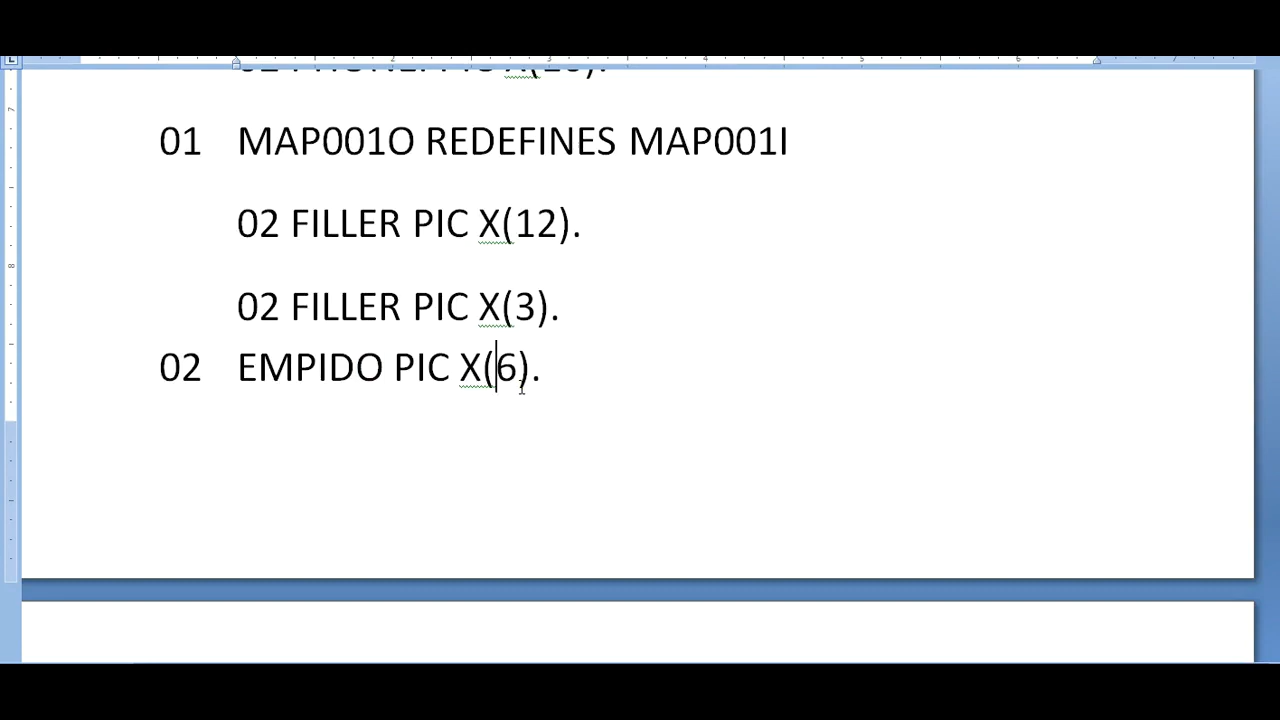 01 MAP001O REDEFINES MAP001I
02 FILLER PIC X(12).
02 FILLER PIC X(3).
02 EMPIDO PIC X(6).